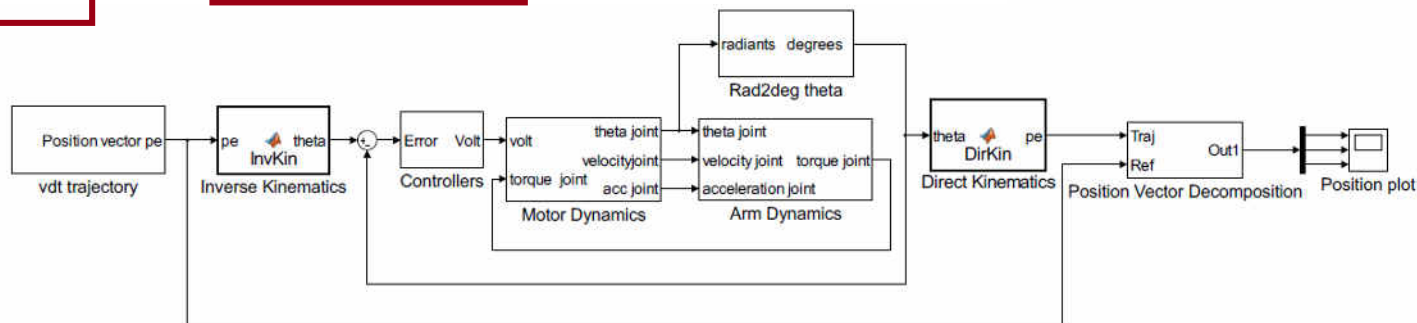 radiants degrees
Rad2deg theta
Position vector pe
vdt trajectory
pe theta
InvKin
Inverse Kinematics
+
-
Error Volt
Controllers
volt
torque joint
theta joint
velocityjoint
acc joint
Motor Dynamics
theta joint
velocity joint
acceleration joint
torque joint
Arm Dynamics
theta pe
DirKin
Direct Kinematics
Traj
Ref
Out1
Position Vector Decomposition
Position plot